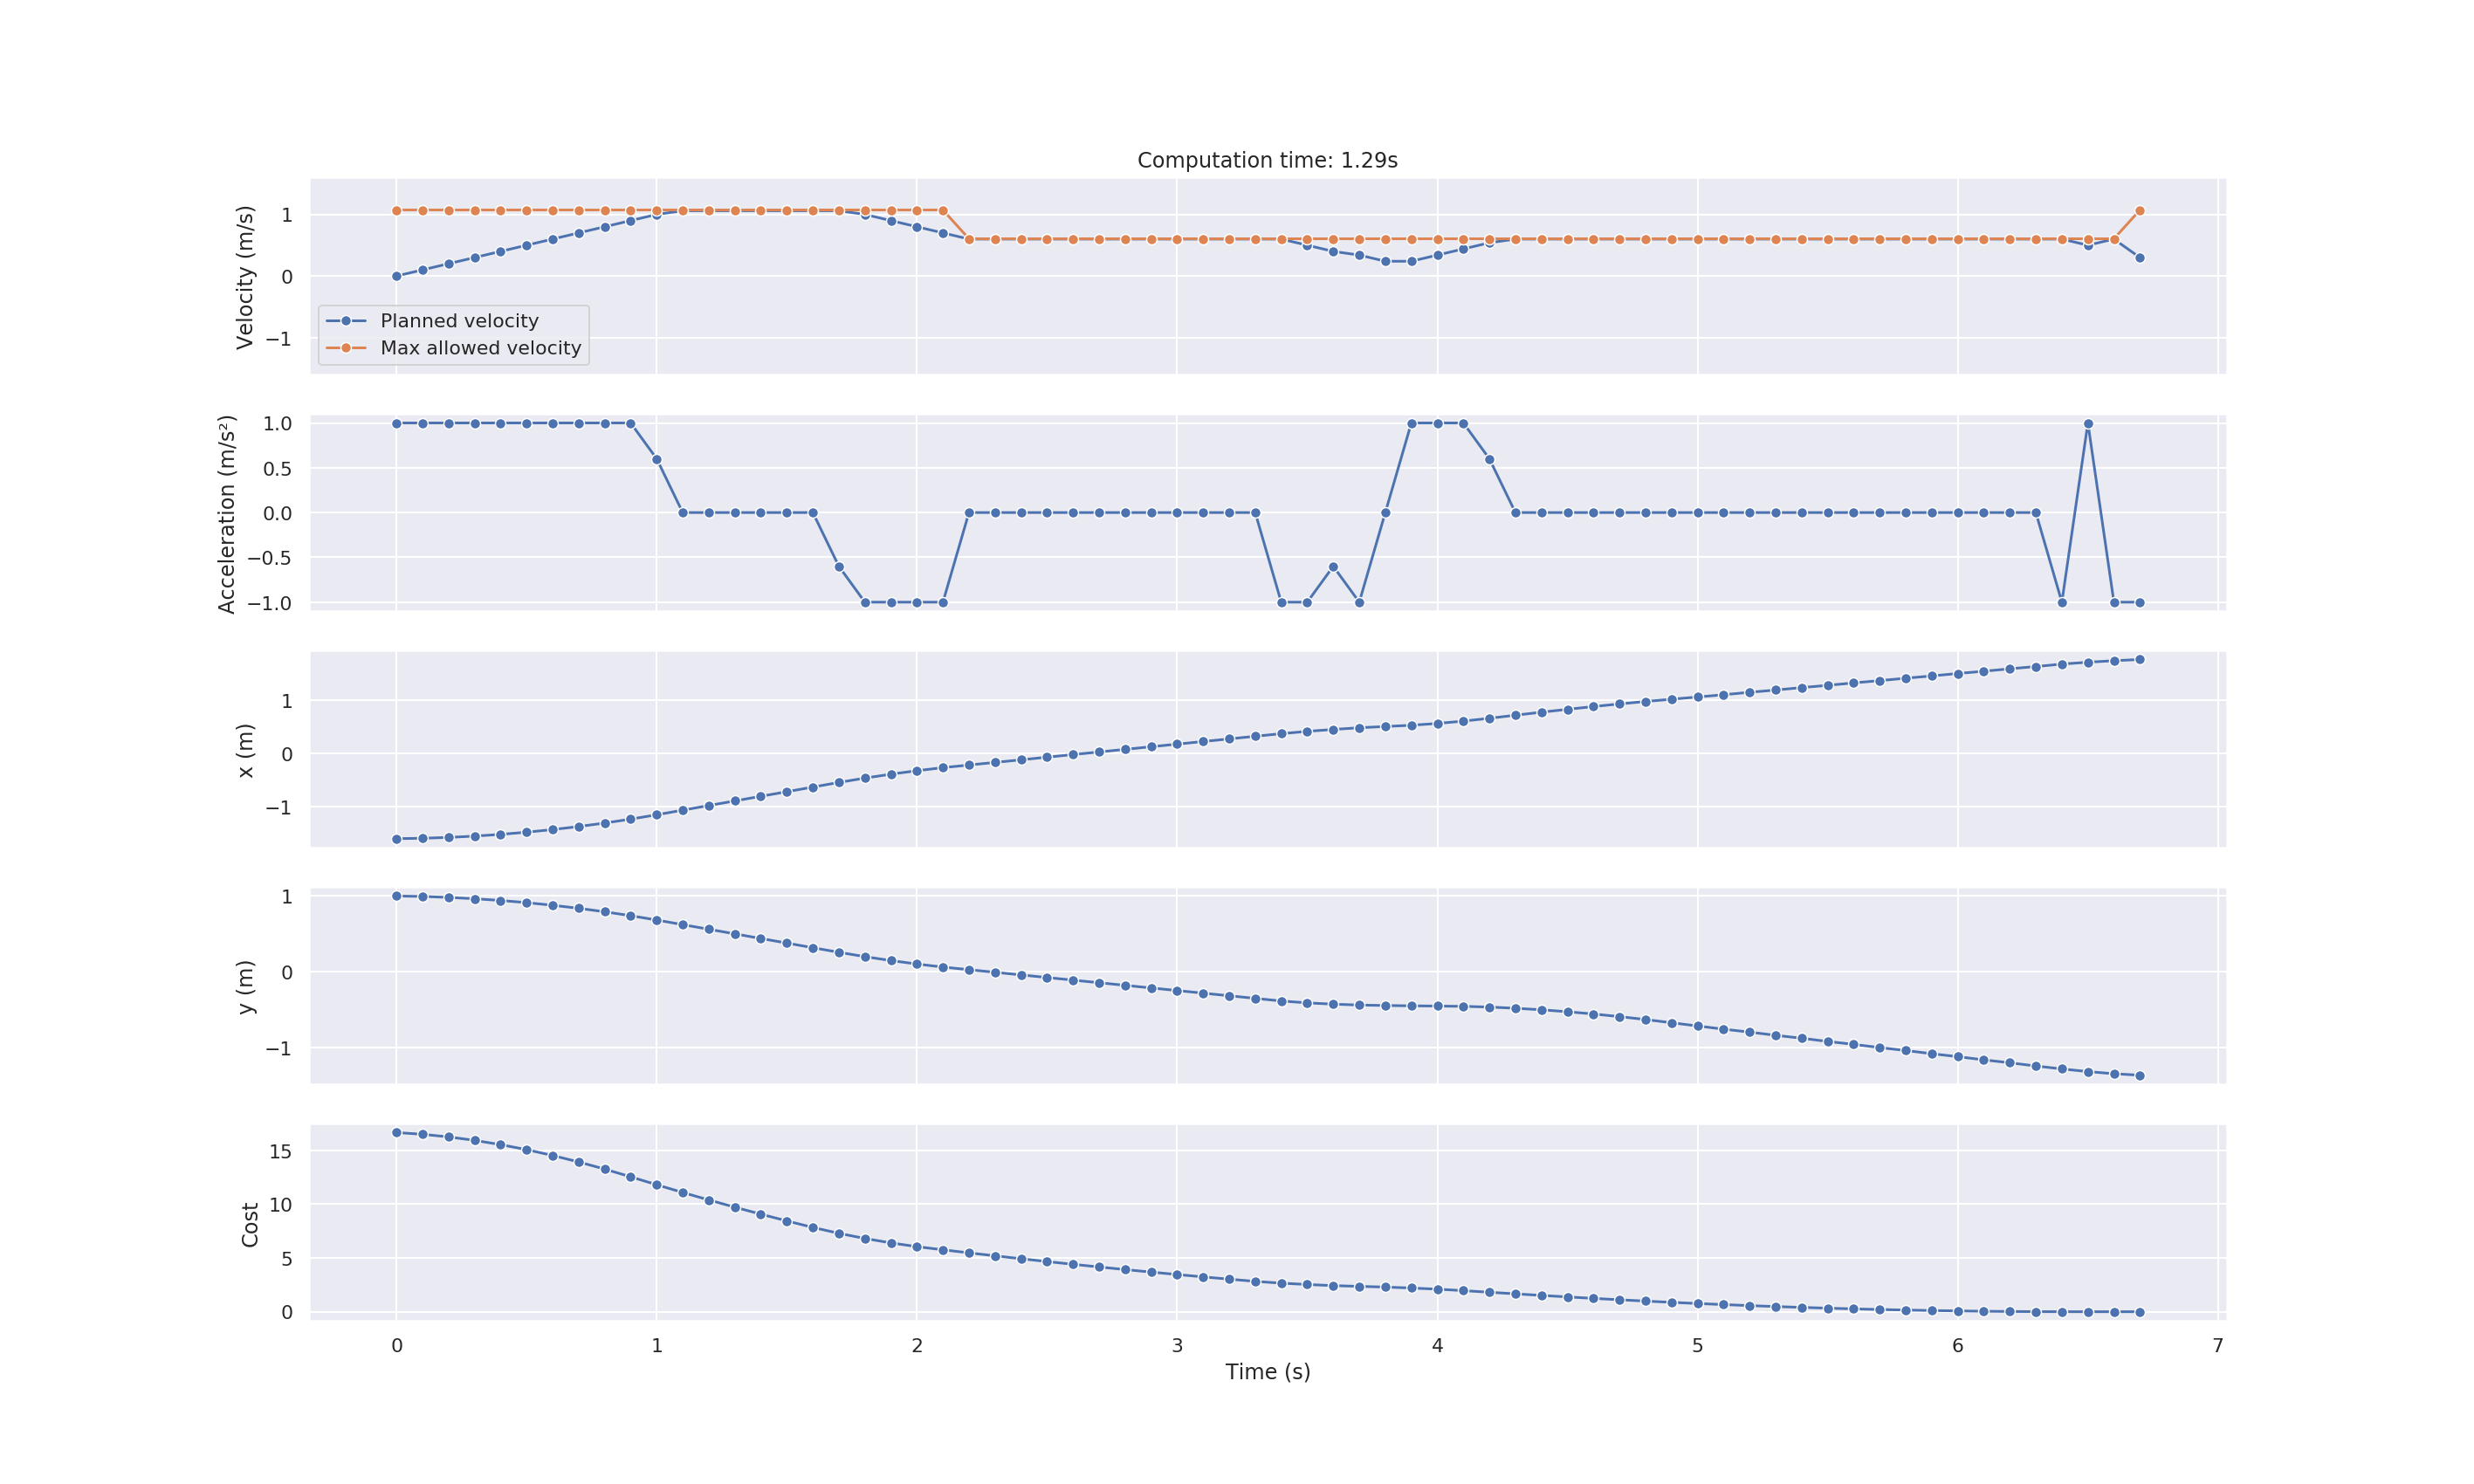 Computation time: 1.29s
Velocity (m/s)
1
0
−1
Planned velocity
Max allowed velocity
Acceleration (m/s²)
1.0
0.5
0.0
−0.5
−1.0
x (m)
1
0
−1
y (m)
1
0
−1
Cost
15
10
5
0
0 1 2 3 4 5 6 7
Time (s)